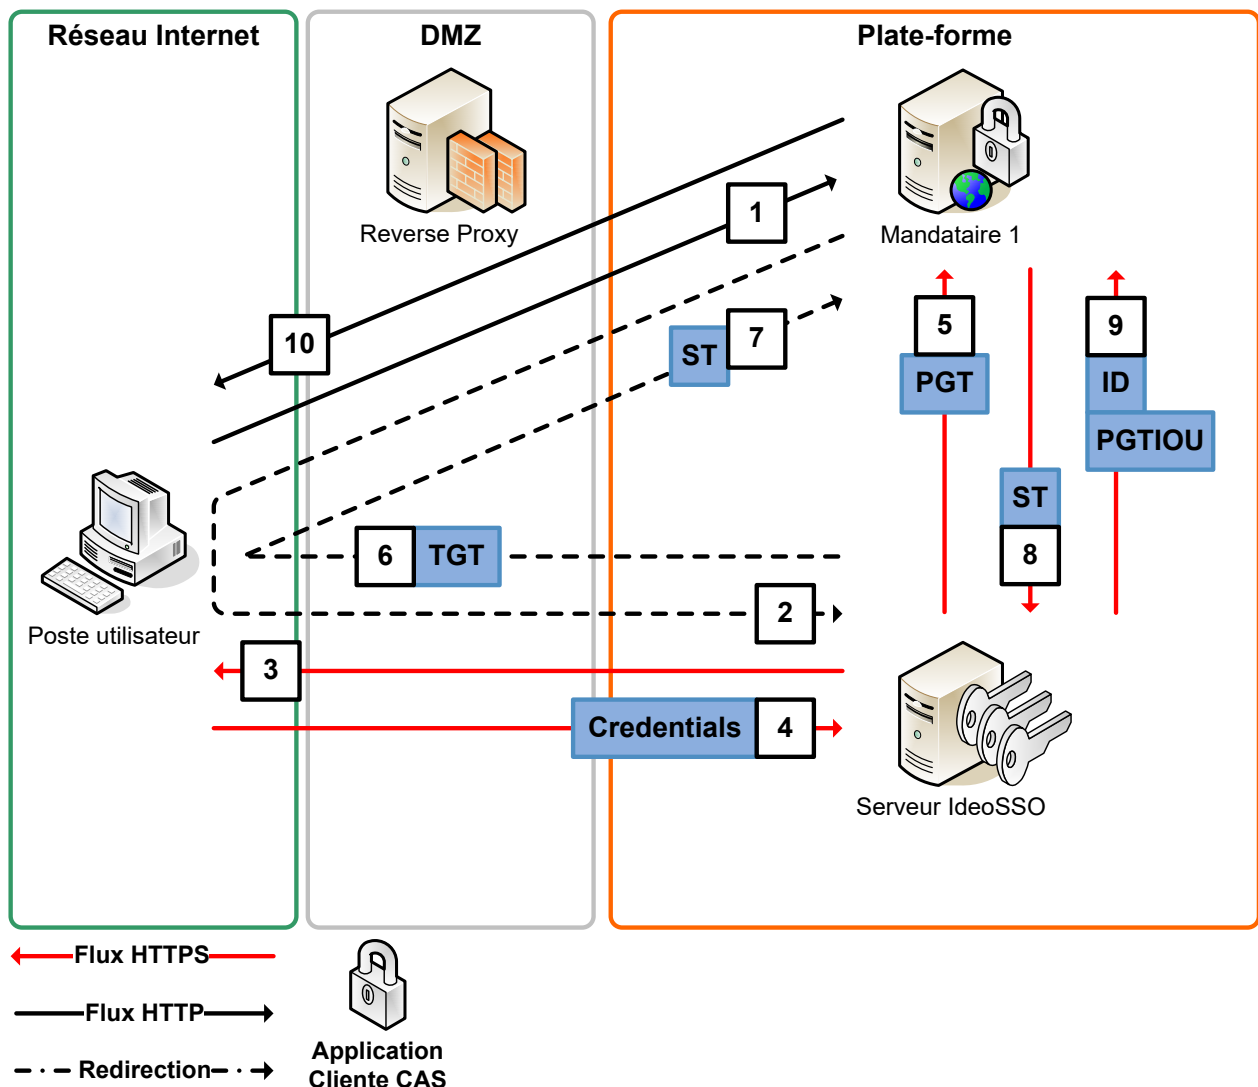 Réseau Internet
DMZ
Plate-forme
Reverse Proxy
Mandataire 1
1
10
ST
7
5
PGT
9
ID
PGTIOU
ST
8
6
TGT
2
Poste utilisateur
3
Credentials
4
Serveur IdeoSSO
Flux HTTPS
Flux HTTP
Redirection
Application
Cliente CAS